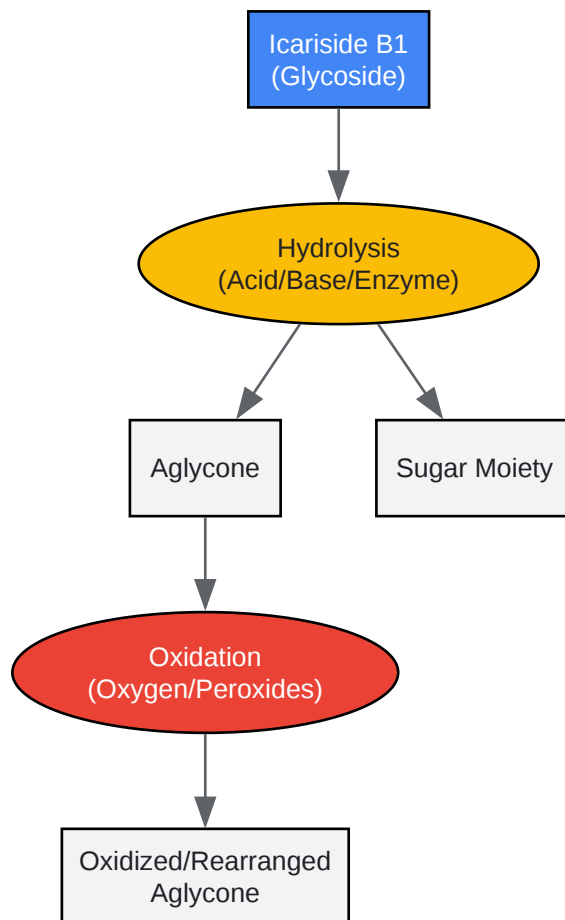 Icariside B1
(Glycoside)
Hydrolysis
(Acid/Base/Enzyme)
Aglycone
Sugar Moiety
Oxidation
(Oxygen/Peroxides)
Oxidized/Rearranged
Aglycone